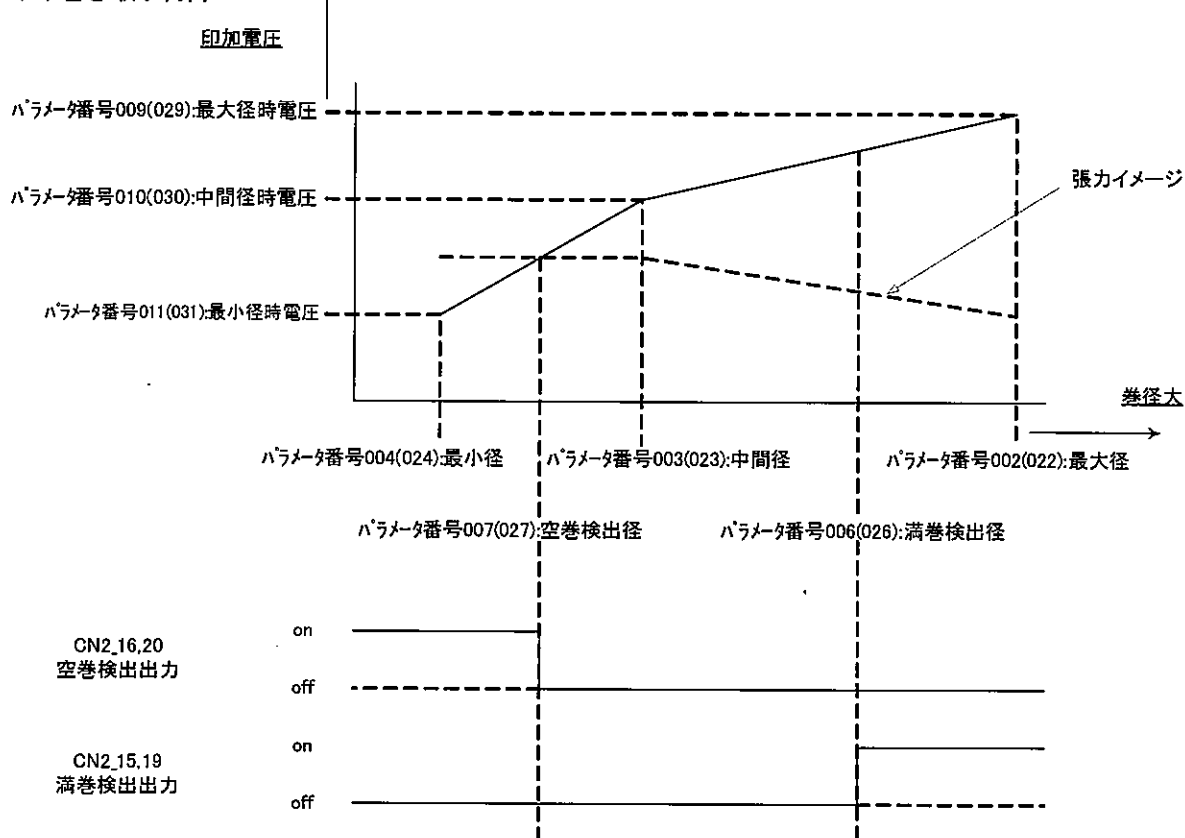 印加電圧
パラメータ番号009(029):最大径時電圧
パラメータ番号010(030):中間径時電圧
張力イメージ
パラメータ番号011(031):最小径時電圧
巻径大
パラメータ番号004(024):最小径
パラメータ番号003(023):中間径
パラメータ番号002(022):最大径
パラメータ番号007(027):空巻検出径
パラメータ番号006(026):満巻検出径
CN2_16,20
空巻検出出力
on
off
CN2_15,19
満巻検出出力
on
off